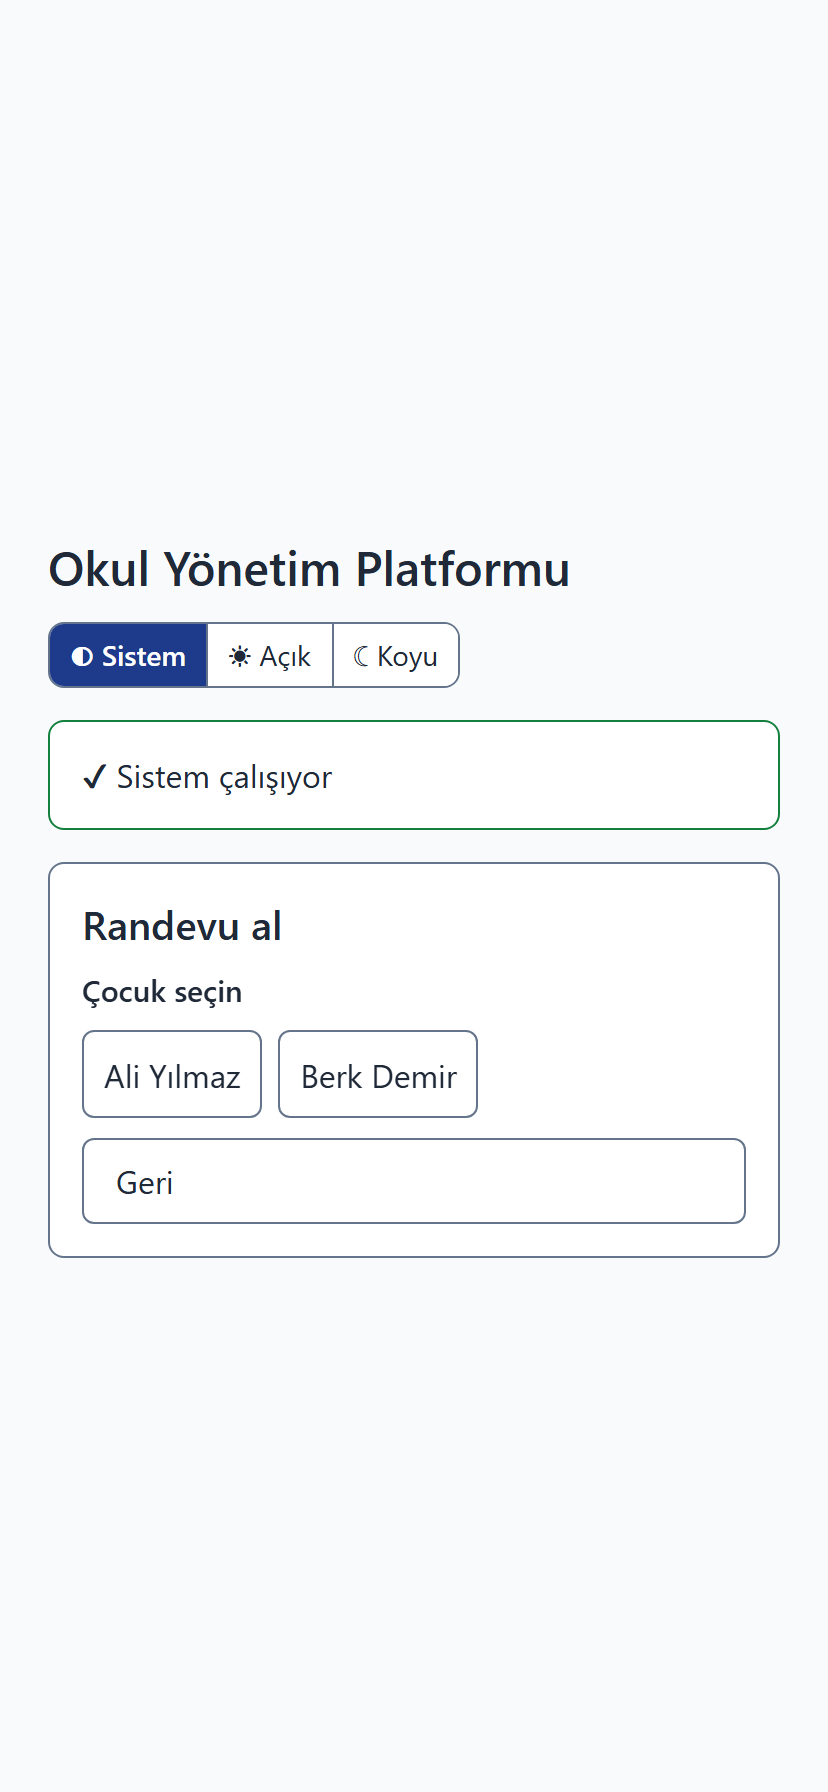 Okul Yönetim Platformu
◐ Sistem ☀ Açık ☾ Koyu
✓ Sistem çalışıyor
Randevu al
Çocuk seçin
Ali Yılmaz Berk Demir
Geri